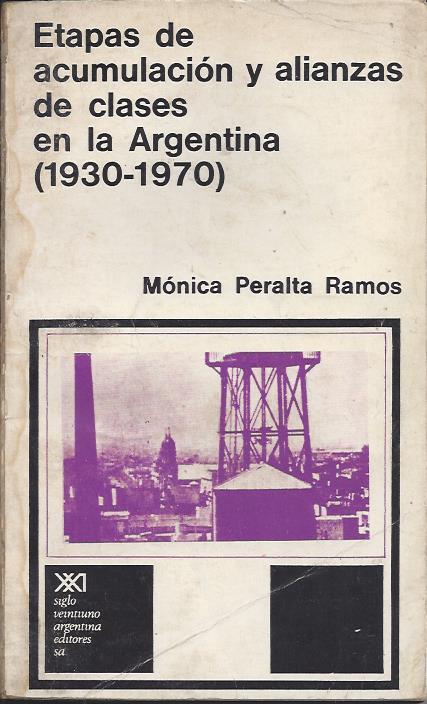 Etapas de
acumulación y alianzas
de clases
en la Argentina
(1930-1970)
Mónica Peralta Ramos
XXI
siglo
veintiuno
argentina
editores
sa